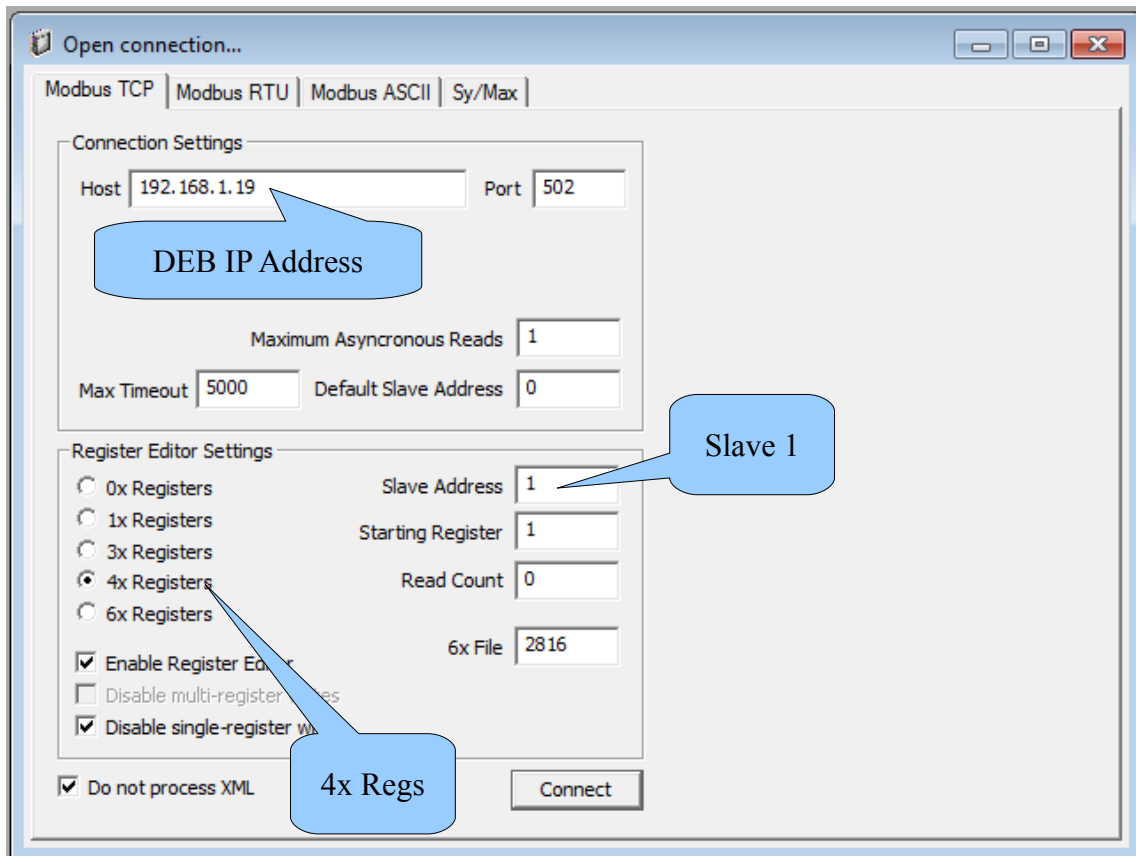 Open connection...
Modbus TCP Modbus RTU Modbus ASCII Sy/Max
Connection Settings
Host 192.168.1.19 Port 502
DEB IP Address
Maximum Asyncronous Reads 1
Max Timeout 5000 Default Slave Address 0
Slave 1
Register Editor Settings
0x Registers Slave Address 1
1x Registers Starting Register 1
3x Registers
4x Registers Read Count 0
6x Registers
6x File 2816
Enable Register Editor
Disable multi-register
Disable single-register
4x Regs
Do not process XML Connect